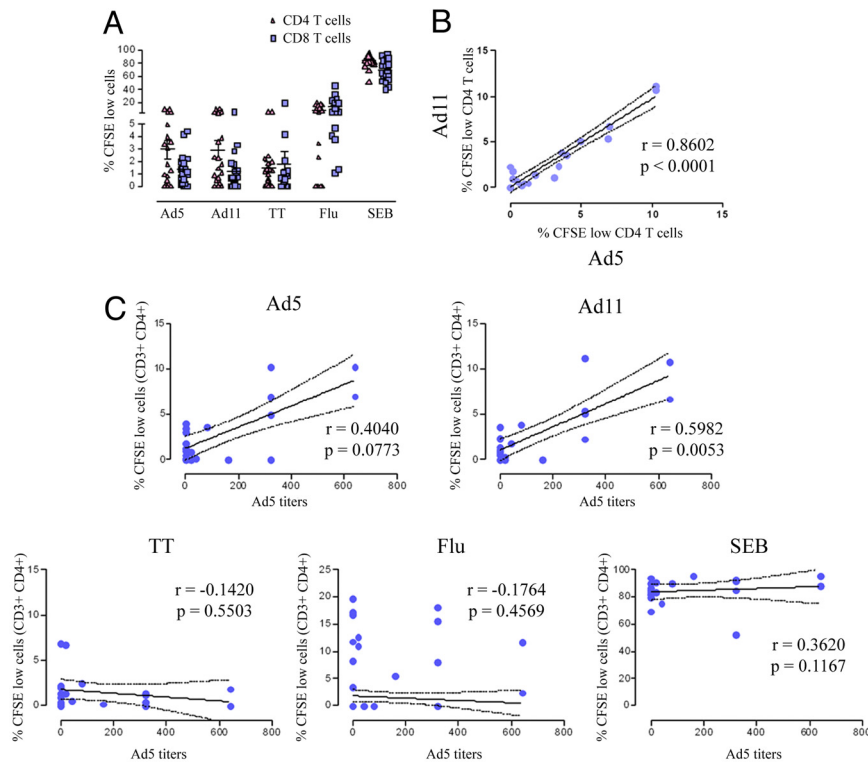 A
CD4 T cells
CD8 T cells
% CFSE low cells
100
80
60
40
20
5
4
3
2
1
0
Ad5 Ad11 TT Flu SEB
B
Ad11
% CFSE low CD4 T cells
15
10
5
0
r = 0.8602
p < 0.0001
0 5 10 15
% CFSE low CD4 T cells
Ad5
C
Ad5
% CFSE low cells (CD3+ CD4+)
15
10
5
0
r = 0.4040
p = 0.0773
0 200 400 600 800
Ad5 titers
Ad11
% CFSE low cells (CD3+ CD4+)
15
10
5
0
r = 0.5982
p = 0.0053
0 200 400 600 800
Ad5 titers
TT
% CFSE low cells (CD3+ CD4+)
15
10
5
0
r = -0.1420
p = 0.5503
0 200 400 600 800
Ad5 titers
Flu
% CFSE low cells (CD3+ CD4+)
25
20
15
10
5
0
r = -0.1764
p = 0.4569
0 200 400 600 800
Ad5 titers
SEB
% CFSE low cells (CD3+ CD4+)
100
80
60
40
20
0
r = 0.3620
p = 0.1167
0 200 400 600 800
Ad5 titers